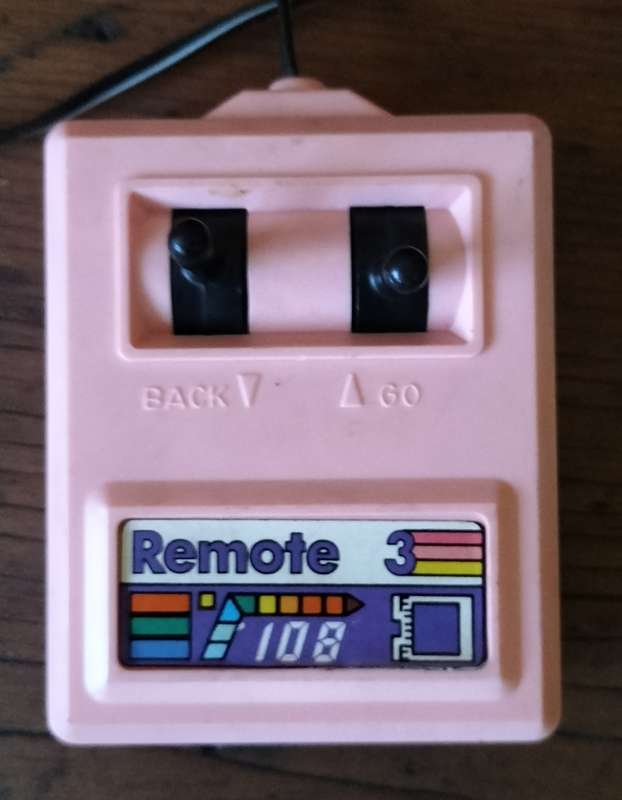 BACK ▽ △ GO
Remote 3
108